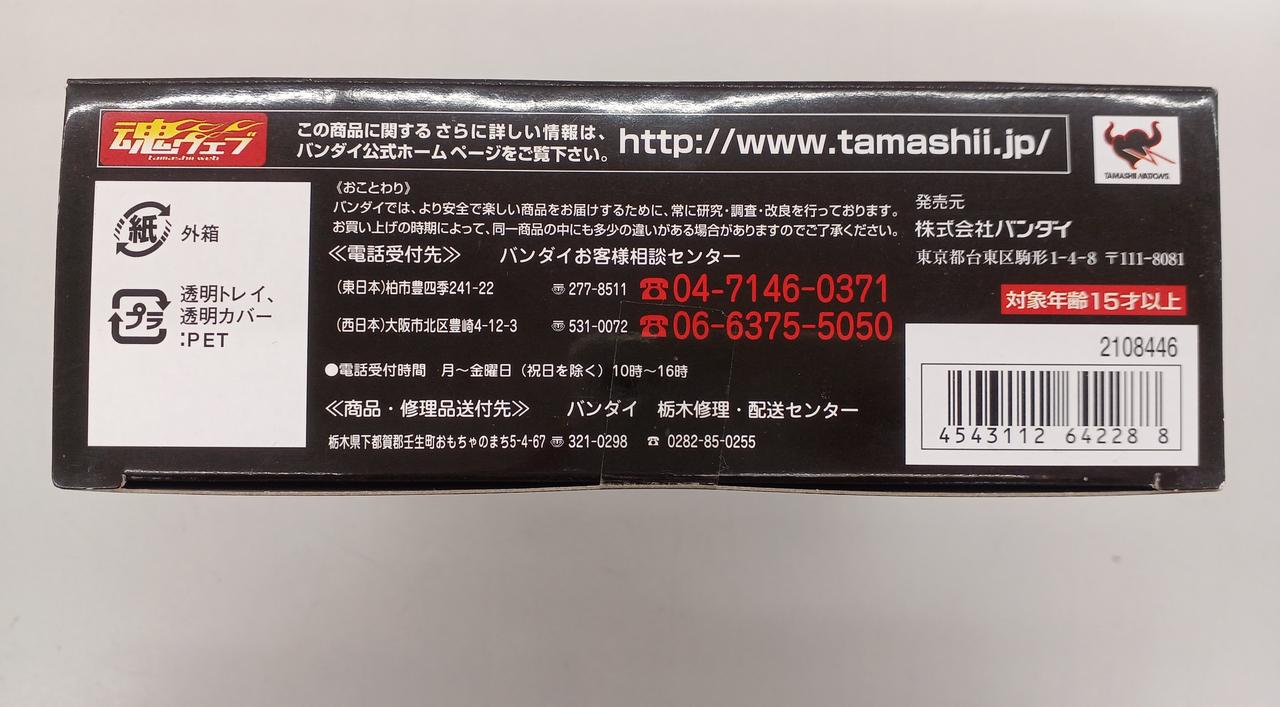 魂ウェブ
tamashii web
この商品に関する さらに詳しい情報は、
バンダイ公式ホームページをご覧下さい。
http://www.tamashii.jp/
TAMASHII NATIONS
紙
外箱
プラ
透明トレイ、
透明カバー
:PET
《おことわり》
バンダイでは、より安全で楽しい商品をお届けするために、常に研究・調査・改良を行っております。
お買い上げの時期によって、同一商品の中にも多少の違いがある場合がありますのでご了承ください。
≪電話受付先≫ バンダイお客様相談センター
(東日本)柏市豊四季241-22 〠277-8511 ☎04-7146-0371
(西日本)大阪市北区豊崎4-12-3 〠531-0072 ☎06-6375-5050
●電話受付時間 月〜金曜日(祝日を除く)10時〜16時
≪商品・修理品送付先≫ バンダイ 栃木修理・配送センター
栃木県下都賀郡壬生町おもちゃのまち5-4-67 〠321-0298 ☎0282-85-0255
発売元
株式会社バンダイ
東京都台東区駒形1-4-8 〒111-8081
対象年齢15才以上
2108446
4543112 64228 8